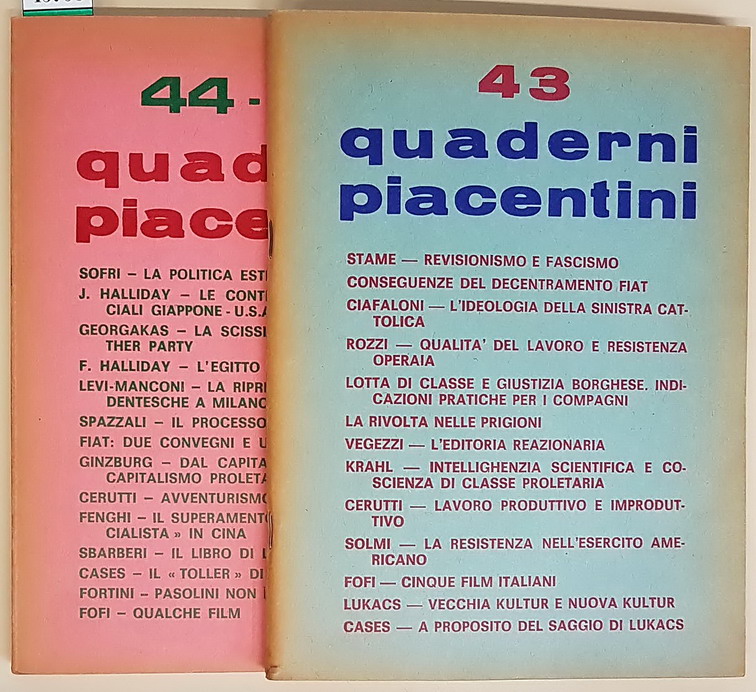 44 -
quad
piace
SOFRI – LA POLITICA EST
J. HALLIDAY – LE CONT
CIALI GIAPPONE - U.S.A
GEORGAKAS – LA SCISSI
THER PARTY
F. HALLIDAY – L'EGITTO
LEVI-MANCONI – LA RIPRE
DENTESCHE A MILANO
SPAZZALI – IL PROCESSO
FIAT: DUE CONVEGNI E U
GINZBURG – DAL CAPITA
CAPITALISMO PROLETA
CERUTTI – AVVENTURISMO
FENGHI – IL SUPERAMENTO
CIALISTA » IN CINA
SBARBERI – IL LIBRO DI L
CASES – IL « TOLLER » DI
FORTINI – PASOLINI NON
FOFI – QUALCHE FILM
43
quaderni
piacentini
STAME — REVISIONISMO E FASCISMO
CONSEGUENZE DEL DECENTRAMENTO FIAT
CIAFALONI — L'IDEOLOGIA DELLA SINISTRA CAT-
TOLICA
ROZZI — QUALITA' DEL LAVORO E RESISTENZA
OPERAIA
LOTTA DI CLASSE E GIUSTIZIA BORGHESE. INDI-
CAZIONI PRATICHE PER I COMPAGNI
LA RIVOLTA NELLE PRIGIONI
VEGEZZI — L'EDITORIA REAZIONARIA
KRAHL — INTELLIGHENZIA SCIENTIFICA E CO-
SCIENZA DI CLASSE PROLETARIA
CERUTTI — LAVORO PRODUTTIVO E IMPRODUT-
TIVO
SOLMI — LA RESISTENZA NELL'ESERCITO AME-
RICANO
FOFI — CINQUE FILM ITALIANI
LUKACS — VECCHIA KULTUR E NUOVA KULTUR
CASES — A PROPOSITO DEL SAGGIO DI LUKACS